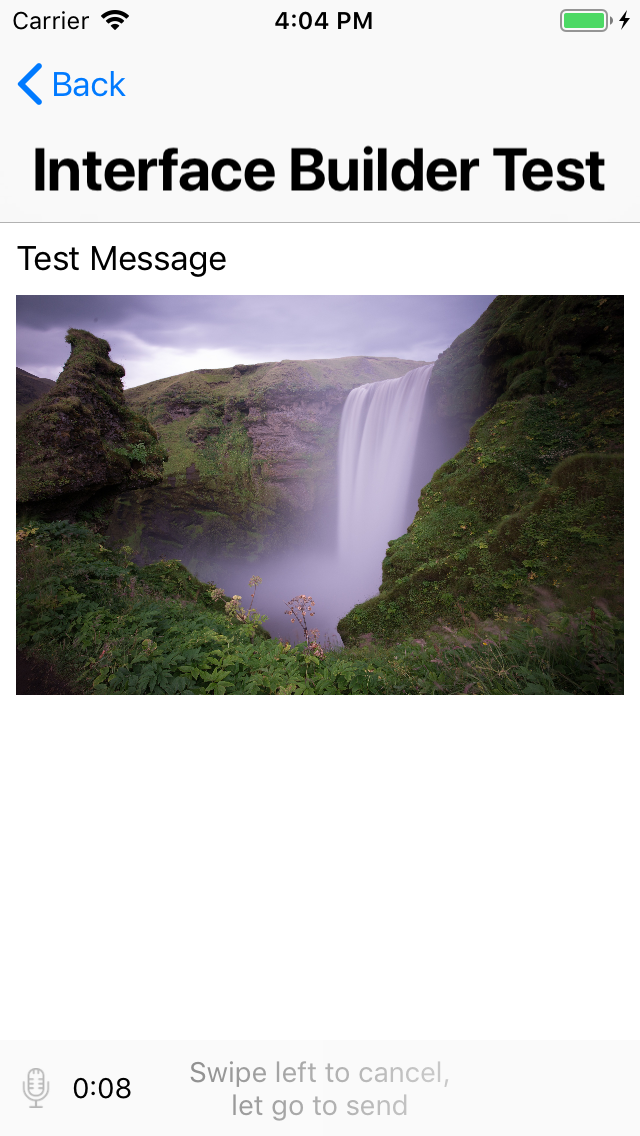 Carrier 4:04 PM
Back
Interface Builder Test
Test Message
0:08
Swipe left to cancel,
let go to send